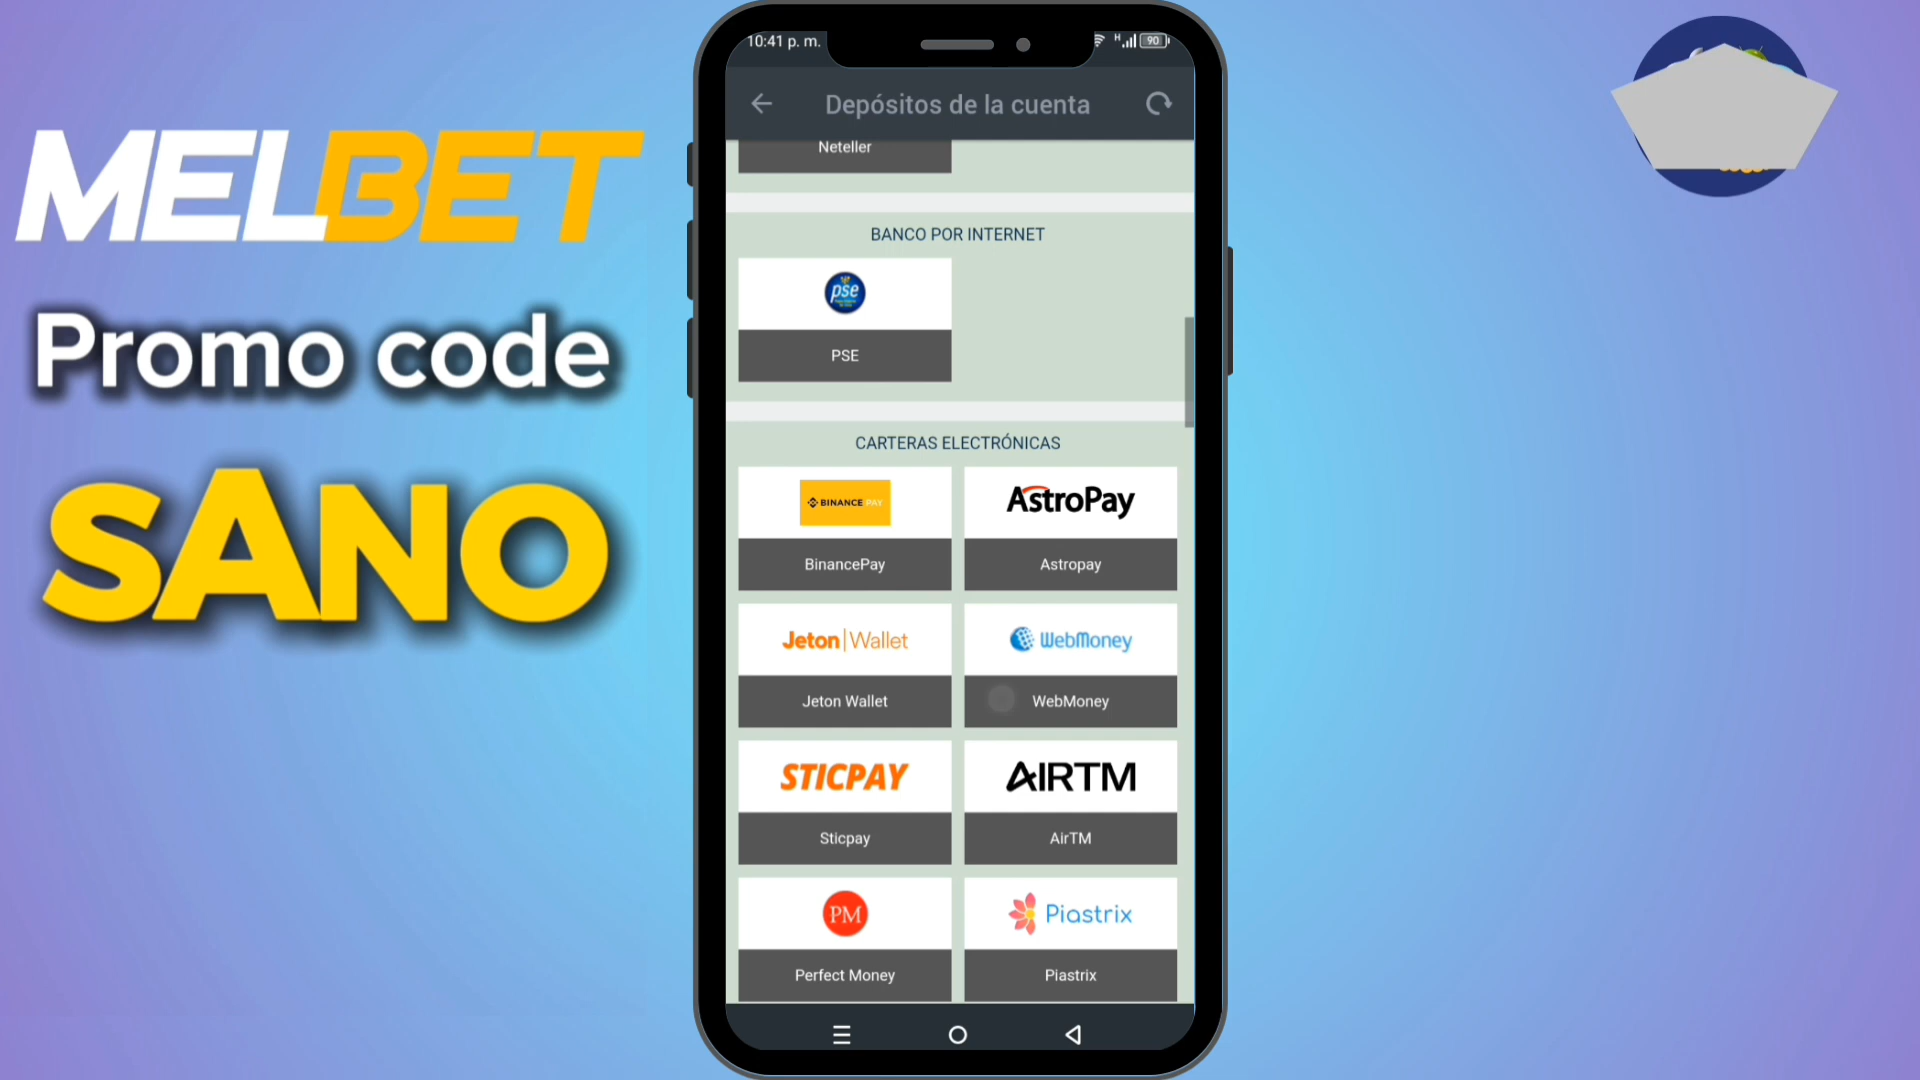 MELBET
Promo code
SANO
10:41 p. m.
H
90
Depósitos de la cuenta
Neteller
BANCO POR INTERNET
pse
PSE
CARTERAS ELECTRÓNICAS
BINANCE PAY
AstroPay
BinancePay
Astropay
Jeton|Wallet
WebMoney
Jeton Wallet
WebMoney
STICPAY
AIRTM
Sticpay
AirTM
PM
Piastrix
Perfect Money
Piastrix